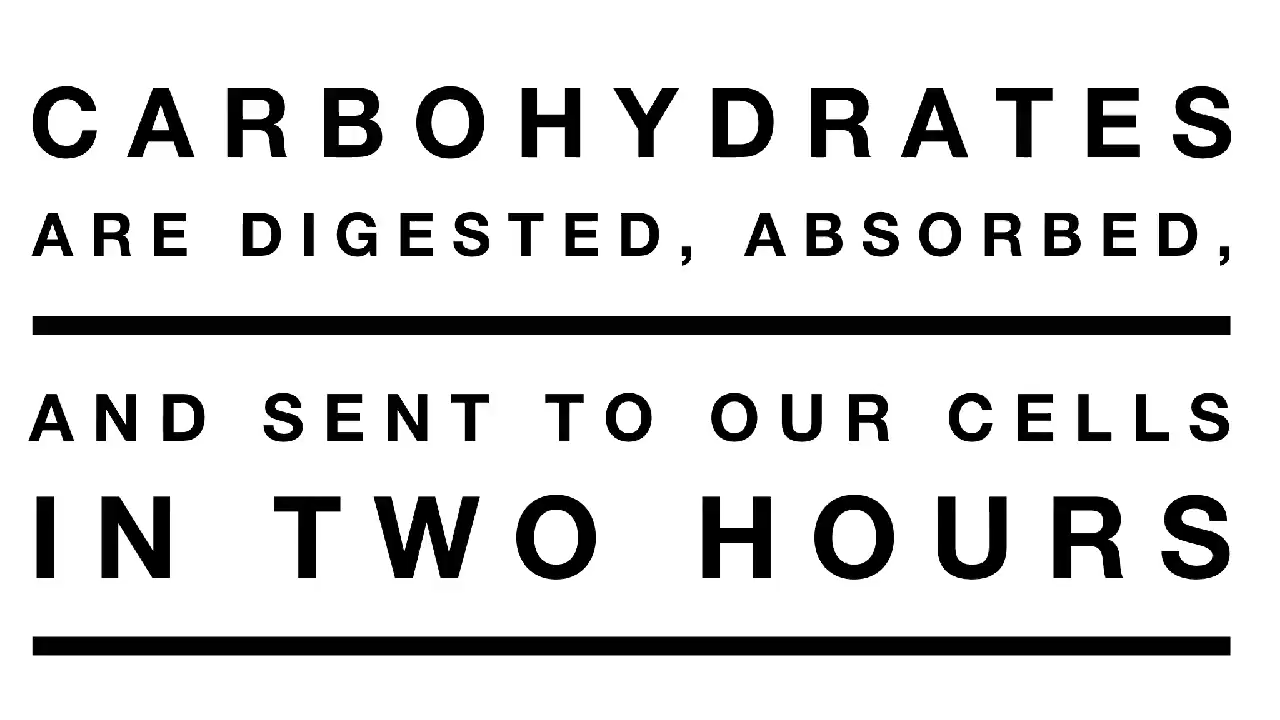 CARBOHYDRATES
ARE DIGESTED, ABSORBED,
AND SENT TO OUR CELLS
IN TWO HOURS